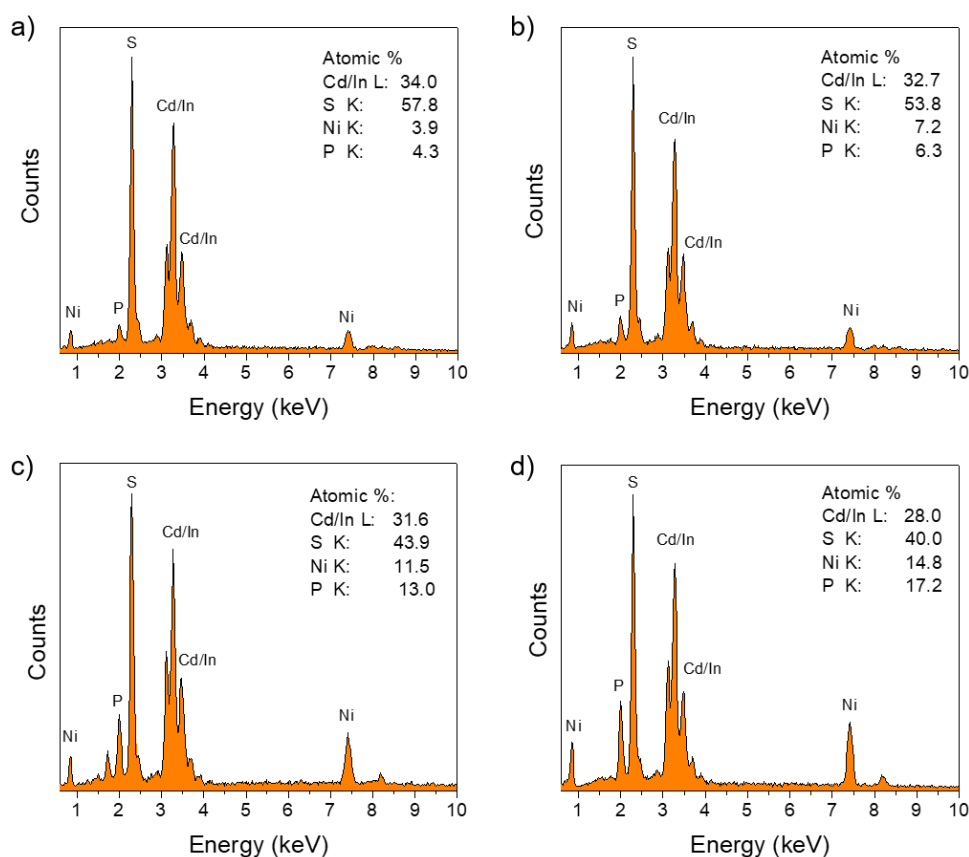 a)
S
Cd/In
Cd/In
Ni
P
Ni
Atomic %
Cd/In L: 34.0
S K: 57.8
Ni K: 3.9
P K: 4.3
Counts
1 2 3 4 5 6 7 8 9 10
Energy (keV)
b)
S
Cd/In
Cd/In
Ni
P
Ni
Atomic %
Cd/In L: 32.7
S K: 53.8
Ni K: 7.2
P K: 6.3
Counts
1 2 3 4 5 6 7 8 9 10
Energy (keV)
c)
S
Cd/In
Cd/In
P
Ni
Ni
Atomic %:
Cd/In L: 31.6
S K: 43.9
Ni K: 11.5
P K: 13.0
Counts
1 2 3 4 5 6 7 8 9 10
Energy (keV)
d)
S
Cd/In
Cd/In
P
Ni
Ni
Atomic %
Cd/In L: 28.0
S K: 40.0
Ni K: 14.8
P K: 17.2
Counts
1 2 3 4 5 6 7 8 9 10
Energy (keV)